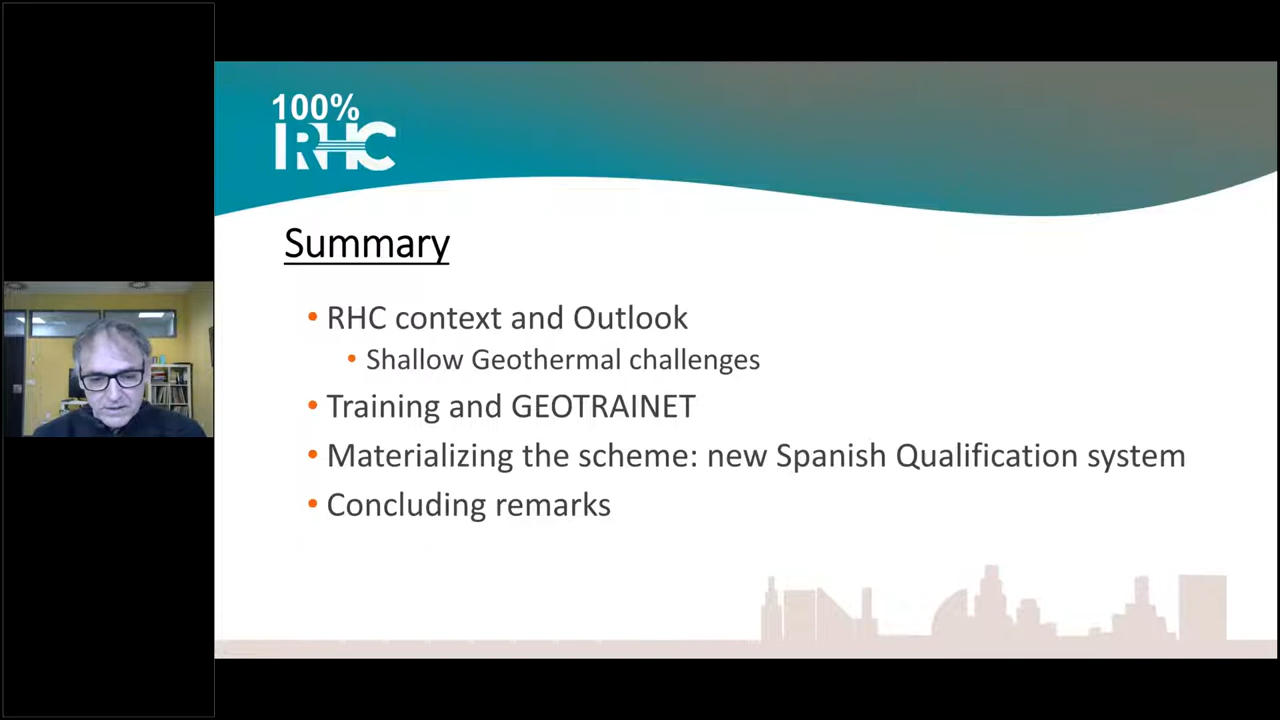 100%
RHC
Summary
• RHC context and Outlook
• Shallow Geothermal challenges
• Training and GEOTRAINET
• Materializing the scheme: new Spanish Qualification system
• Concluding remarks